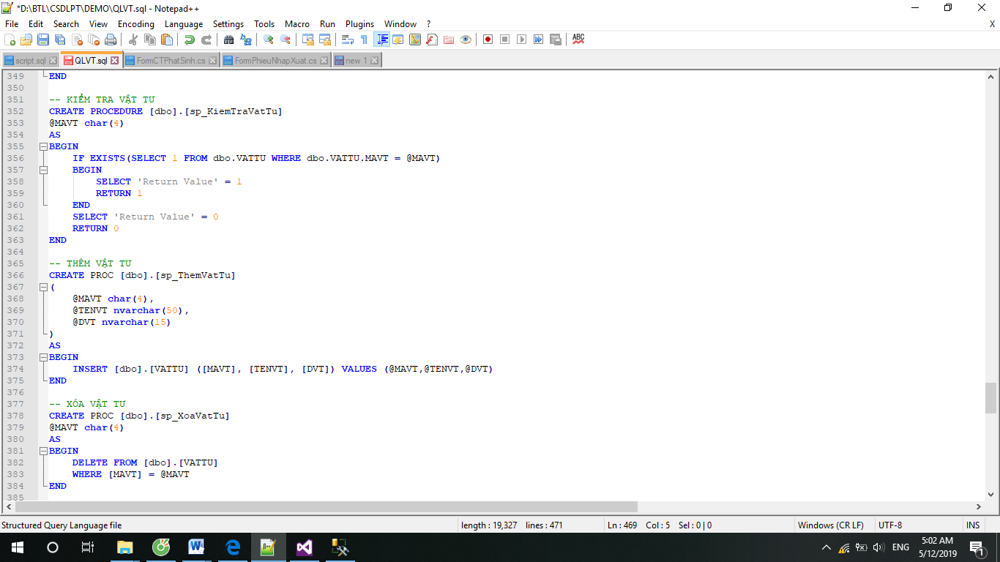 *D:\BTL\CSDLPT\DEMO\QLVT.sql - Notepad++
File Edit Search View Encoding Language Settings Tools Macro Run Plugins Window ? X
script.sql QLVT.sql FormCTPhatSinh.cs FormPhieuNhapXuat.cs new 1
349 END
350
351 -- KIỂM TRA VẬT TƯ
352 CREATE PROCEDURE [dbo].[sp_KiemTraVatTu]
353 @MAVT char(4)
354 AS
355 BEGIN
356 IF EXISTS(SELECT 1 FROM dbo.VATTU WHERE dbo.VATTU.MAVT = @MAVT)
357 BEGIN
358 SELECT 'Return Value' = 1
359 RETURN 1
360 END
361 SELECT 'Return Value' = 0
362 RETURN 0
363 END
364
365 -- THÊM VẬT TƯ
366 CREATE PROC [dbo].[sp_ThemVatTu]
367 (
368 @MAVT char(4),
369 @TENVT nvarchar(50),
370 @DVT nvarchar(15)
371 )
372 AS
373 BEGIN
374 INSERT [dbo].[VATTU] ([MAVT], [TENVT], [DVT]) VALUES (@MAVT,@TENVT,@DVT)
375 END
376
377 -- XÓA VẬT TƯ
378 CREATE PROC [dbo].[sp_XoaVatTu]
379 @MAVT char(4)
380 AS
381 BEGIN
382 DELETE FROM [dbo].[VATTU]
383 WHERE [MAVT] = @MAVT
384 END
385
Structured Query Language file length : 19,327 lines : 471 Ln : 469 Col : 5 Sel : 0 | 0 Windows (CR LF) UTF-8 INS
ENG 5:02 AM
5/12/2019 1